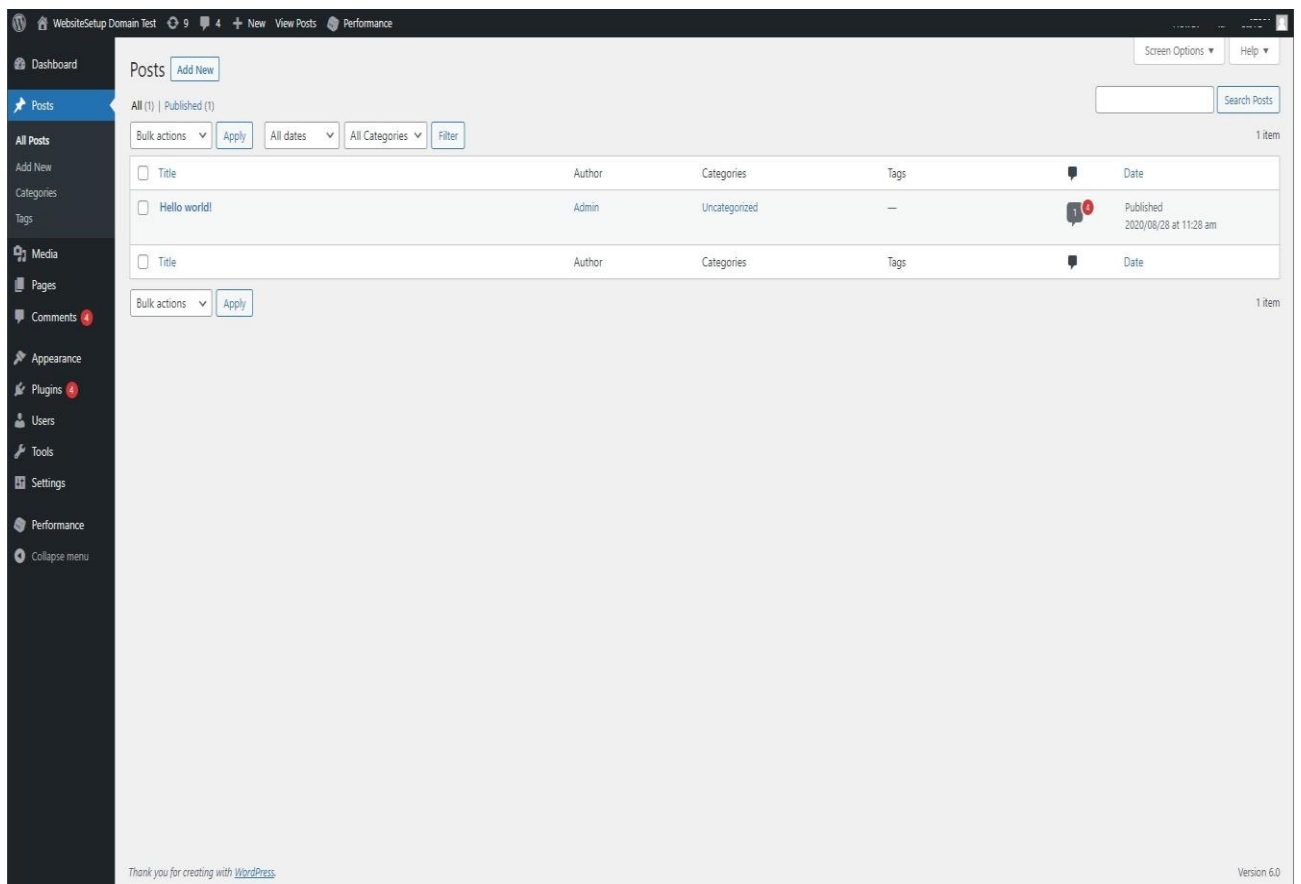 WebsiteSetup Domain Test 9 4 New View Posts Performance
Screen Options Help
Dashboard
Posts
All Posts
Add New
Categories
Tags
Media
Pages
Comments 4
Appearance
Plugins 4
Users
Tools
Settings
Performance
Collapse menu
Posts Add New
All (1) | Published (1)
Search Posts
Bulk actions Apply All dates All Categories Filter 1 item
Title Author Categories Tags Date
Hello world! Admin Uncategorized — 1 4 Published
2020/08/28 at 11:28 am
Title Author Categories Tags Date
Bulk actions Apply 1 item
Thank you for creating with WordPress. Version 6.0